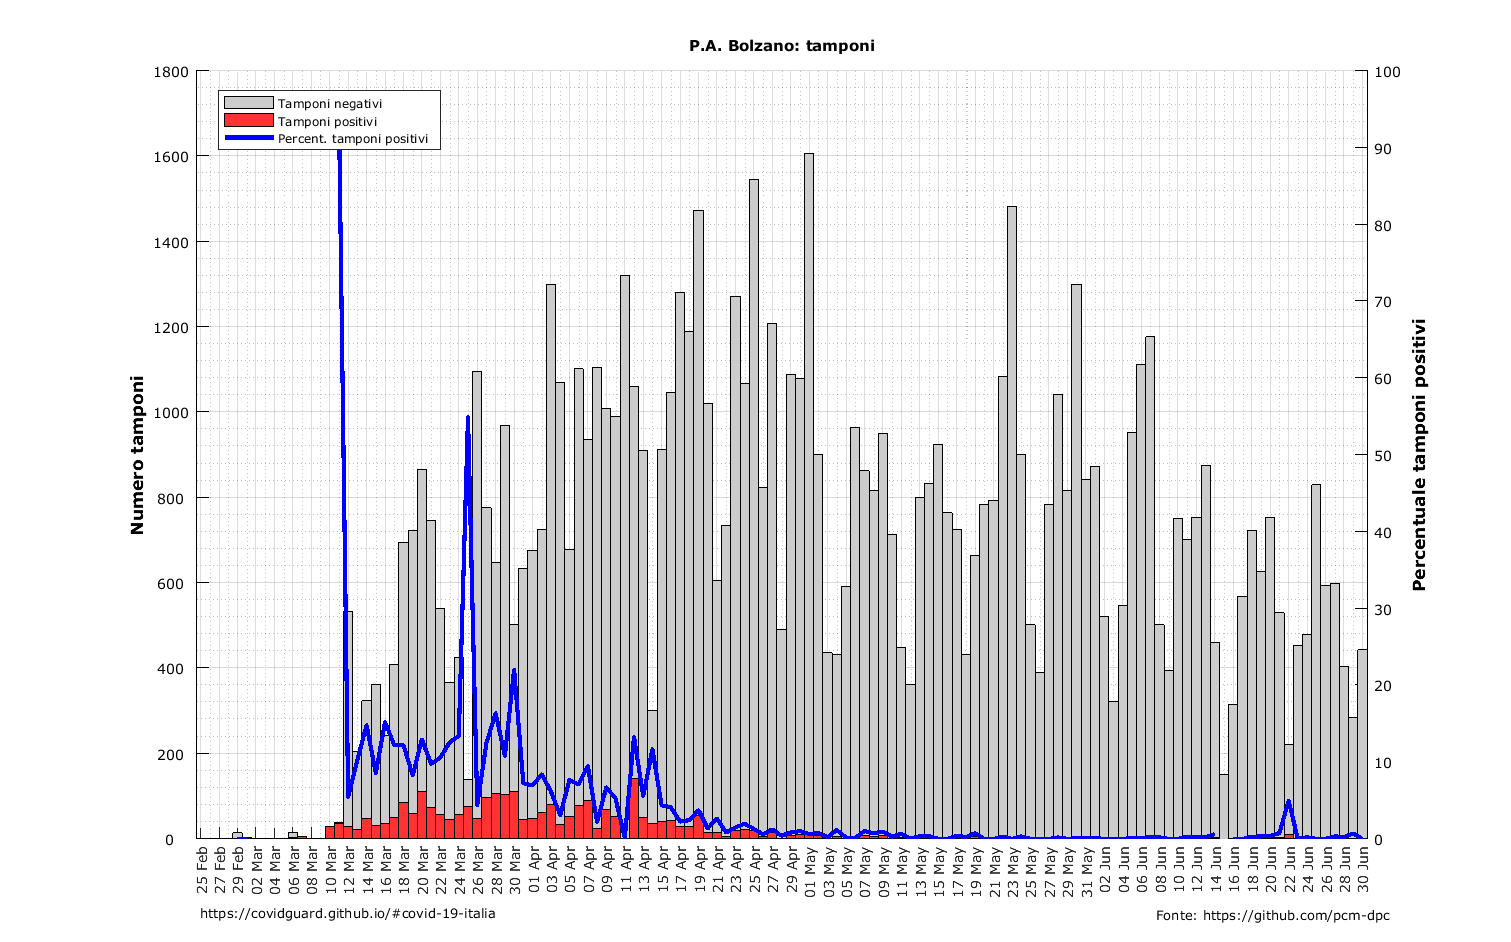 P.A. Bolzano: tamponi
1800
1600
1400
1200
1000
800
600
400
200
0
Numero tamponi
Tamponi negativi
Tamponi positivi
Percent. tamponi positivi
100
90
80
70
60
50
40
30
20
10
0
Percentuale tamponi positivi
25 Feb
27 Feb
29 Feb
02 Mar
04 Mar
06 Mar
08 Mar
10 Mar
12 Mar
14 Mar
16 Mar
18 Mar
20 Mar
22 Mar
24 Mar
26 Mar
28 Mar
30 Mar
01 Apr
03 Apr
05 Apr
07 Apr
09 Apr
11 Apr
13 Apr
15 Apr
17 Apr
19 Apr
21 Apr
23 Apr
25 Apr
27 Apr
29 Apr
01 May
03 May
05 May
07 May
09 May
11 May
13 May
15 May
17 May
19 May
21 May
23 May
25 May
27 May
29 May
31 May
02 Jun
04 Jun
06 Jun
08 Jun
10 Jun
12 Jun
14 Jun
16 Jun
18 Jun
20 Jun
22 Jun
24 Jun
26 Jun
28 Jun
30 Jun
https://covidguard.github.io/#covid-19-italia
Fonte: https://github.com/pcm-dpc